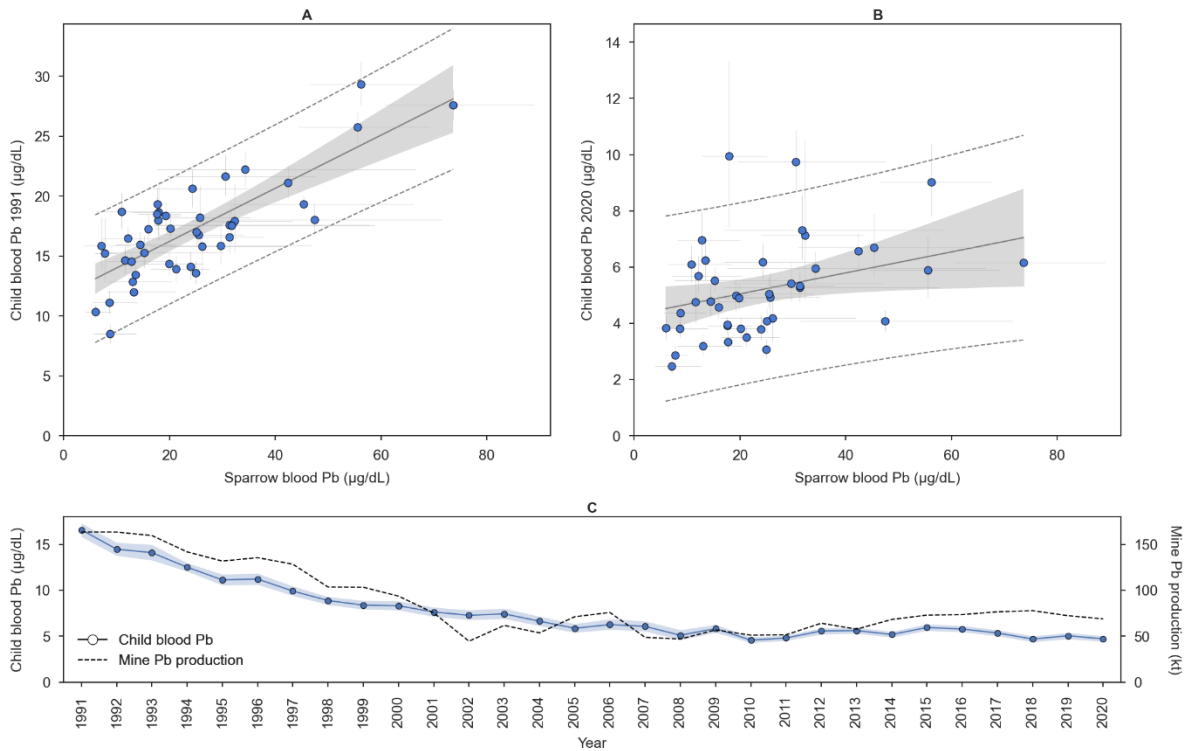 A
Child blood Pb 1991 (µg/dL)
30
25
20
15
10
5
0
0 20 40 60 80
Sparrow blood Pb (µg/dL)
B
Child blood Pb 2020 (µg/dL)
14
12
10
8
6
4
2
0
0 20 40 60 80
Sparrow blood Pb (µg/dL)
C
Child blood Pb (µg/dL)
15
10
5
0
Child blood Pb
Mine Pb production
150
100
50
0
Mine Pb production (kt)
1991 1992 1993 1994 1995 1996 1997 1998 1999 2000 2001 2002 2003 2004 2005 2006 2007 2008 2009 2010 2011 2012 2013 2014 2015 2016 2017 2018 2019 2020
Year